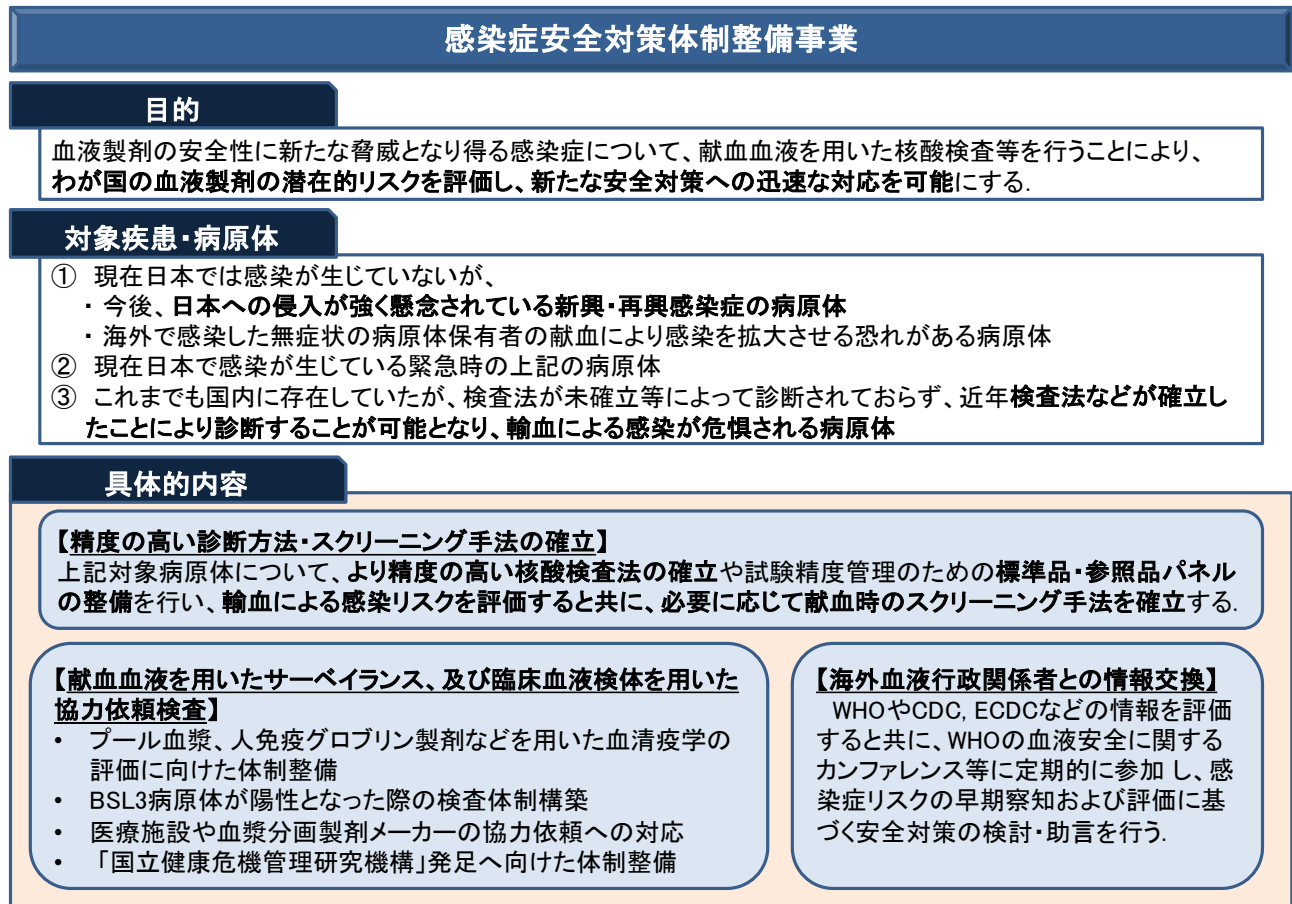 感染症安全対策体制整備事業
目的
血液製剤の安全性に新たな脅威となり得る感染症について、献血血液を用いた核酸検査等を行うことにより、
わが国の血液製剤の潜在的リスクを評価し、新たな安全対策への迅速な対応を可能にする.
対象疾患・病原体
① 現在日本では感染が生じていないが、
・ 今後、日本への侵入が強く懸念されている新興・再興感染症の病原体
・ 海外で感染した無症状の病原体保有者の献血により感染を拡大させる恐れがある病原体
② 現在日本で感染が生じている緊急時の上記の病原体
③ これまでも国内に存在していたが、検査法が未確立等によって診断されておらず、近年検査法などが確立し
たことにより診断することが可能となり、輸血による感染が危惧される病原体
具体的内容
【精度の高い診断方法・スクリーニング手法の確立】
上記対象病原体について、より精度の高い核酸検査法の確立や試験精度管理のための標準品・参照品パネル
の整備を行い、輸血による感染リスクを評価すると共に、必要に応じて献血時のスクリーニング手法を確立する.
【献血血液を用いたサーベイランス、及び臨床血液検体を用いた
協力依頼検査】
• プール血漿、人免疫グロブリン製剤などを用いた血清疫学の
評価に向けた体制整備
• BSL3病原体が陽性となった際の検査体制構築
• 医療施設や血漿分画製剤メーカーの協力依頼への対応
• 「国立健康危機管理研究機構」発足へ向けた体制整備
【海外血液行政関係者との情報交換】
WHOやCDC, ECDCなどの情報を評価
すると共に、WHOの血液安全に関する
カンファレンス等に定期的に参加 し、感
染症リスクの早期察知および評価に基
づく安全対策の検討・助言を行う.